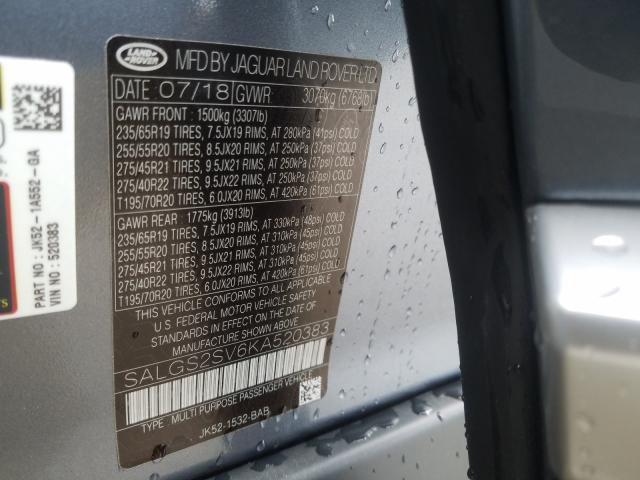 LAND ROVER
MFD BY JAGUAR LAND ROVER LTD.
DATE 07/18 GVWR: 3070kg (6768lb)
GAWR FRONT : 1500kg (3307lb)
235/65R19 TIRES, 7.5JX19 RIMS, AT 280kPa (41psi) COLD
255/55R20 TIRES, 8.5JX20 RIMS, AT 250kPa (37psi) COLD
275/45R21 TIRES, 9.5JX21 RIMS, AT 250kPa (37psi) COLD
275/40R22 TIRES, 9.5JX22 RIMS, AT 250kPa (37psi) COLD
T195/70R20 TIRES, 6.0JX20 RIMS, AT 420kPa (61psi) COLD
GAWR REAR : 1775kg (3913lb)
235/65R19 TIRES, 7.5JX19 RIMS, AT 330kPa (48psi) COLD
255/55R20 TIRES, 8.5JX20 RIMS, AT 310kPa (45psi) COLD
275/45R21 TIRES, 9.5JX21 RIMS, AT 310kPa (45psi) COLD
275/40R22 TIRES, 9.5JX22 RIMS, AT 310kPa (45psi) COLD
T195/70R20 TIRES, 6.0JX20 RIMS, AT 420kPa (61psi) COLD
THIS VEHICLE CONFORMS TO ALL APPLICABLE
U.S FEDERAL MOTOR VEHICLE SAFETY
STANDARDS IN EFFECT ON THE DATE OF
MANUFACTURE SHOWN ABOVE
SALGS2SV6KA520383
TYPE: MULTI PURPOSE PASSENGER VEHICLE
JK52-1532-BAB
PART NO : JK52-1A552-GA
VIN NO : 520383